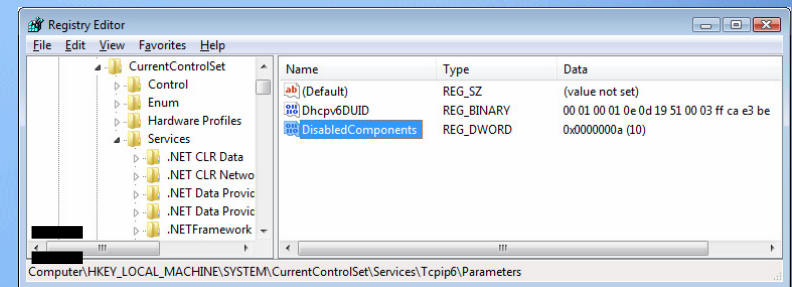 Registry Editor
File Edit View Favorites Help
CurrentControlSet
Control
Enum
Hardware Profiles
Services
.NET CLR Data
.NET CLR Netwo
.NET Data Provic
.NET Data Provic
.NETFramework
Name Type Data
ab (Default) REG_SZ (value not set)
Dhcpv6DUID REG_BINARY 00 01 00 01 0e 0d 19 51 00 03 ff ca e3 be
DisabledComponents REG_DWORD 0x0000000a (10)
Computer\HKEY_LOCAL_MACHINE\SYSTEM\CurrentControlSet\Services\Tcpip6\Parameters